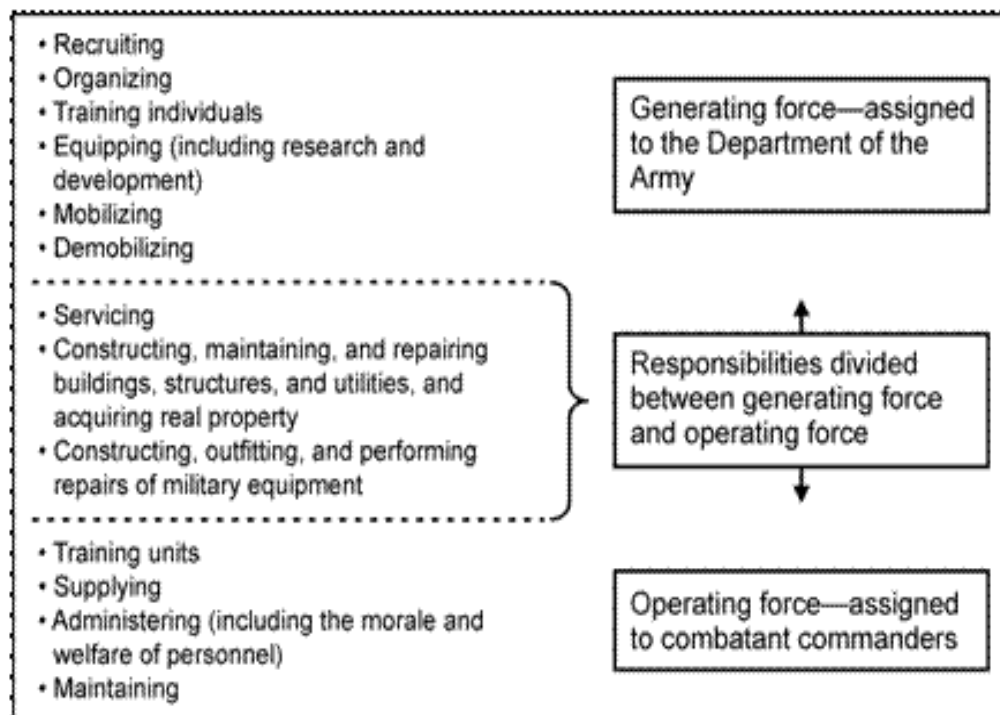 • Recruiting
• Organizing
• Training individuals
• Equipping (including research and
development)
• Mobilizing
• Demobilizing
Generating force—assigned
to the Department of the
Army
• Servicing
• Constructing, maintaining, and repairing
buildings, structures, and utilities, and
acquiring real property
• Constructing, outfitting, and performing
repairs of military equipment
Responsibilities divided
between generating force
and operating force
• Training units
• Supplying
• Administering (including the morale and
welfare of personnel)
• Maintaining
Operating force—assigned
to combatant commanders